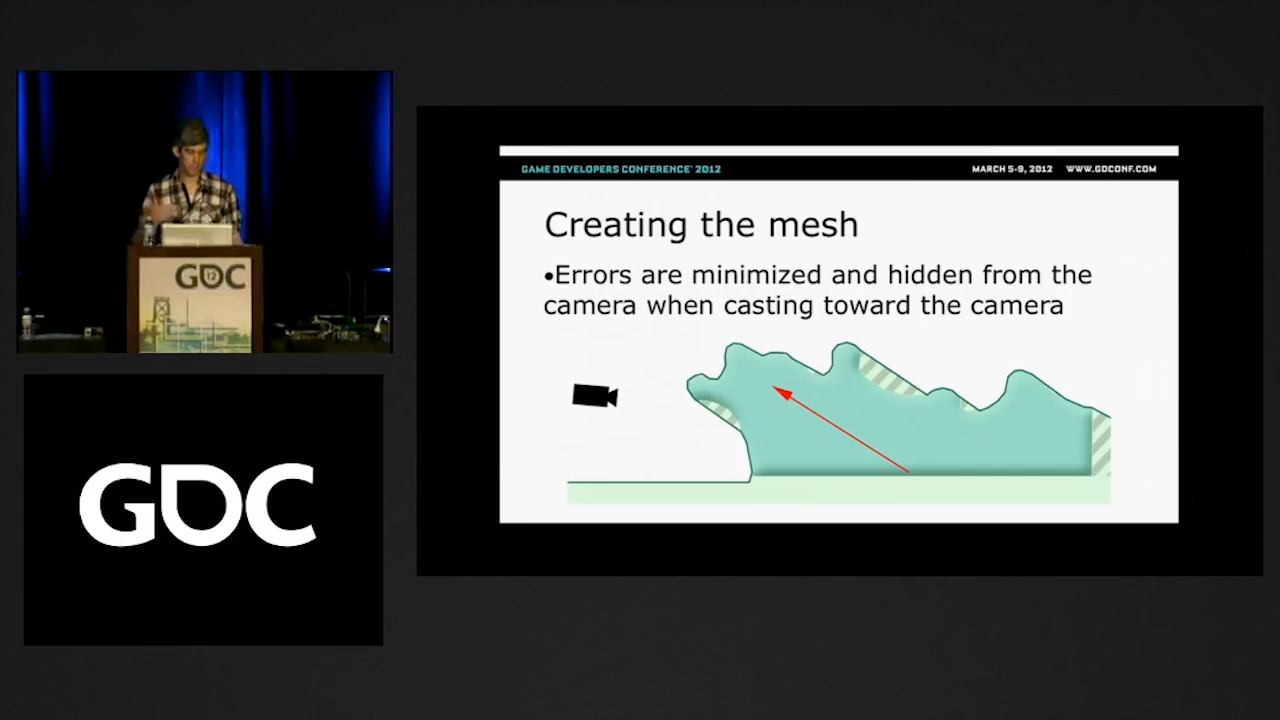 GAME DEVELOPERS CONFERENCE® 2012
MARCH 5-9, 2012 WWW.GDCONF.COM
Creating the mesh
•Errors are minimized and hidden from the
camera when casting toward the camera
GDC
12
GDC